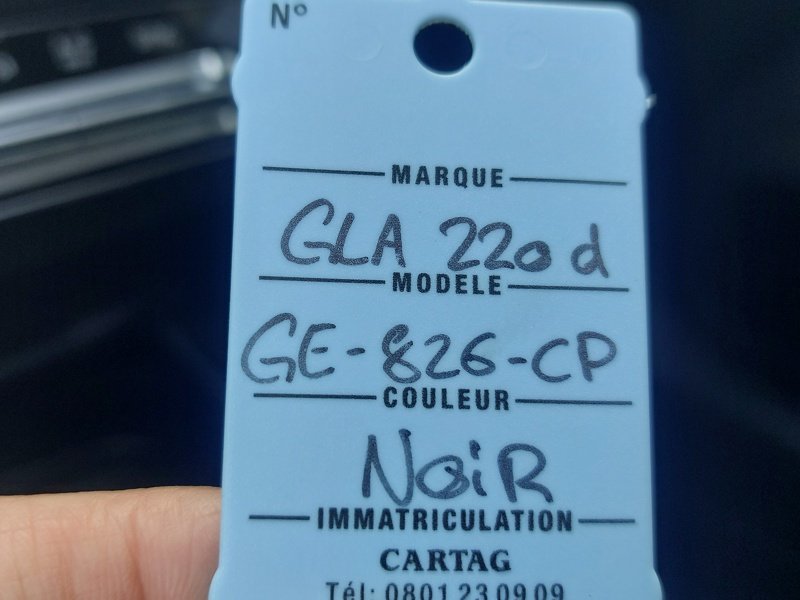 N°
MARQUE
GLA 220 d
MODELE
GE-826-CP
COULEUR
NOiR
IMMATRICULATION
CARTAG
Tél: 0801 23 09 09